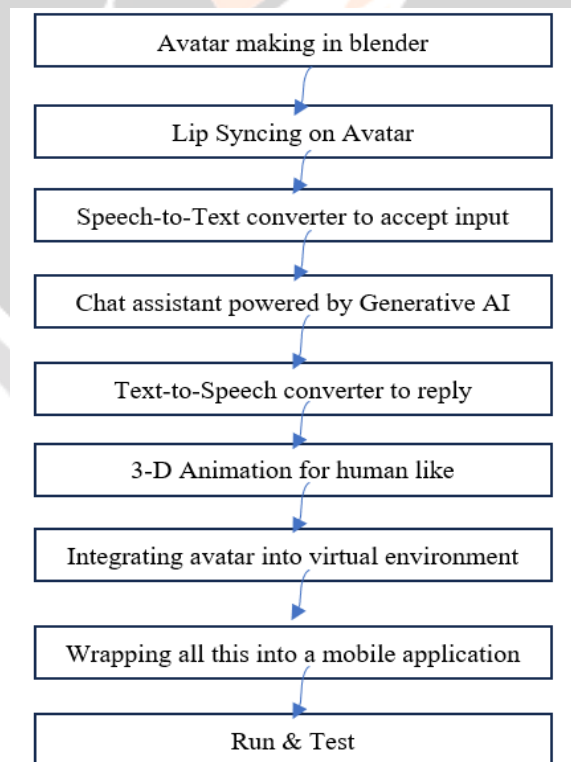 Avatar making in blender
Lip Syncing on Avatar
Speech-to-Text converter to accept input
Chat assistant powered by Generative AI
Text-to-Speech converter to reply
3-D Animation for human like
Integrating avatar into virtual environment
Wrapping all this into a mobile application
Run & Test